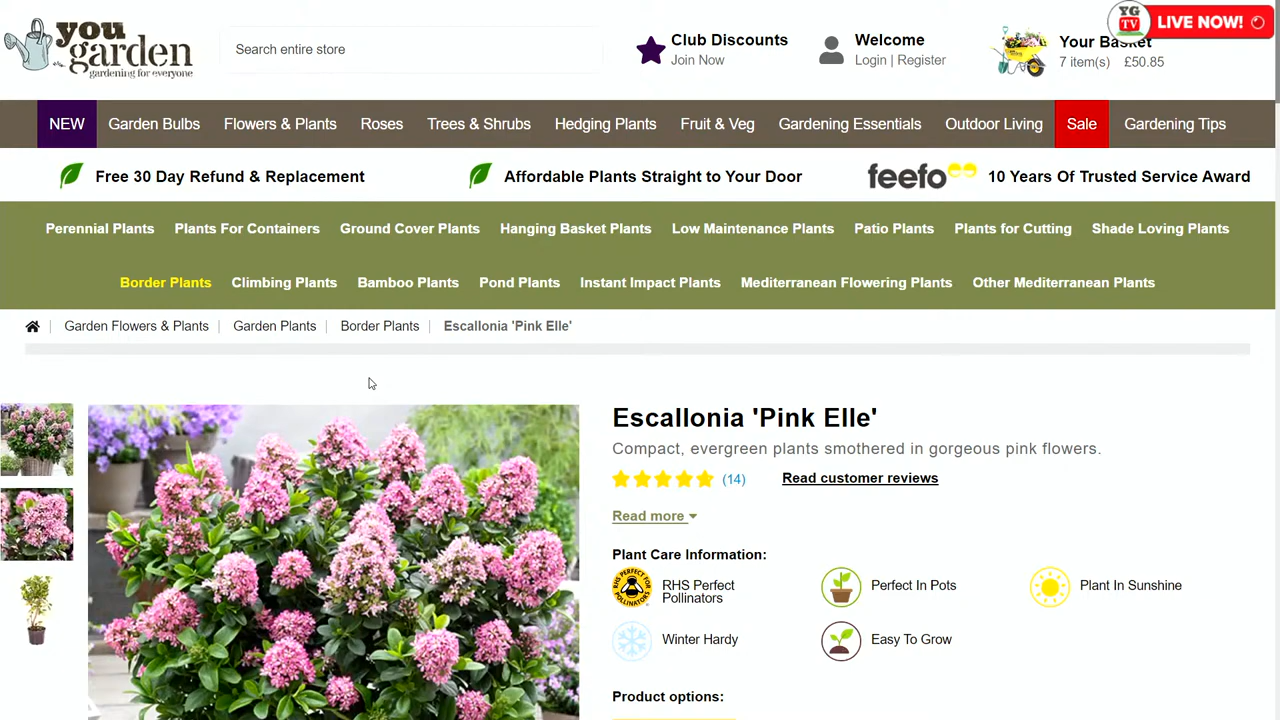 you garden
gardening for everyone
Search entire store
Club Discounts
Join Now
Welcome
Login | Register
Your Basket
7 item(s) £50.85
YG
TV
LIVE NOW!
NEW
Garden Bulbs
Flowers & Plants
Roses
Trees & Shrubs
Hedging Plants
Fruit & Veg
Gardening Essentials
Outdoor Living
Sale
Gardening Tips
Free 30 Day Refund & Replacement
Affordable Plants Straight to Your Door
feefo
10 Years Of Trusted Service Award
Perennial Plants
Plants For Containers
Ground Cover Plants
Hanging Basket Plants
Low Maintenance Plants
Patio Plants
Plants for Cutting
Shade Loving Plants
Border Plants
Climbing Plants
Bamboo Plants
Pond Plants
Instant Impact Plants
Mediterranean Flowering Plants
Other Mediterranean Plants
Garden Flowers & Plants
Garden Plants
Border Plants
Escallonia 'Pink Elle'
Escallonia 'Pink Elle'
Compact, evergreen plants smothered in gorgeous pink flowers.
(14)
Read customer reviews
Read more
Plant Care Information:
RHS PERFECT FOR POLLINATORS
RHS Perfect
Pollinators
Perfect In Pots
Plant In Sunshine
Winter Hardy
Easy To Grow
Product options: